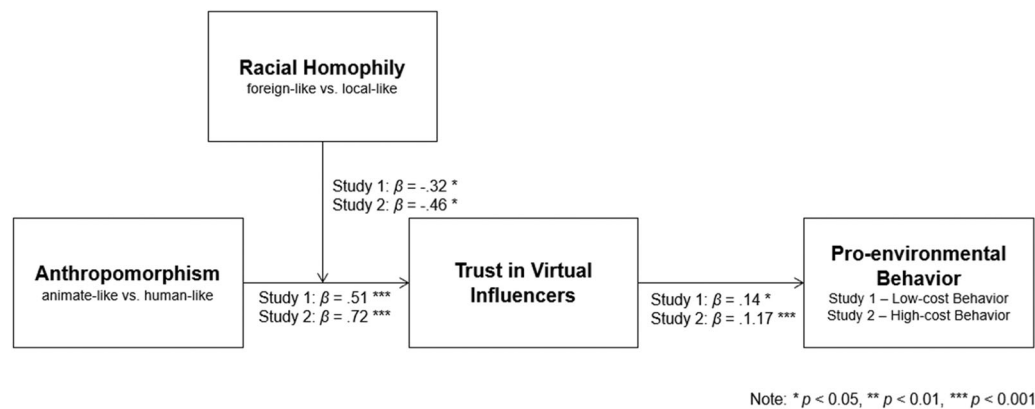 Racial Homophily
foreign-like vs. local-like
Study 1: β = -.32 *
Study 2: β = -.46 *
Anthropomorphism
animate-like vs. human-like
Study 1: β = .51 ***
Study 2: β = .72 ***
Trust in Virtual
Influencers
Study 1: β = .14 *
Study 2: β = .1.17 ***
Pro-environmental
Behavior
Study 1 – Low-cost Behavior
Study 2 – High-cost Behavior
Note: * p < 0.05, ** p < 0.01, *** p < 0.001